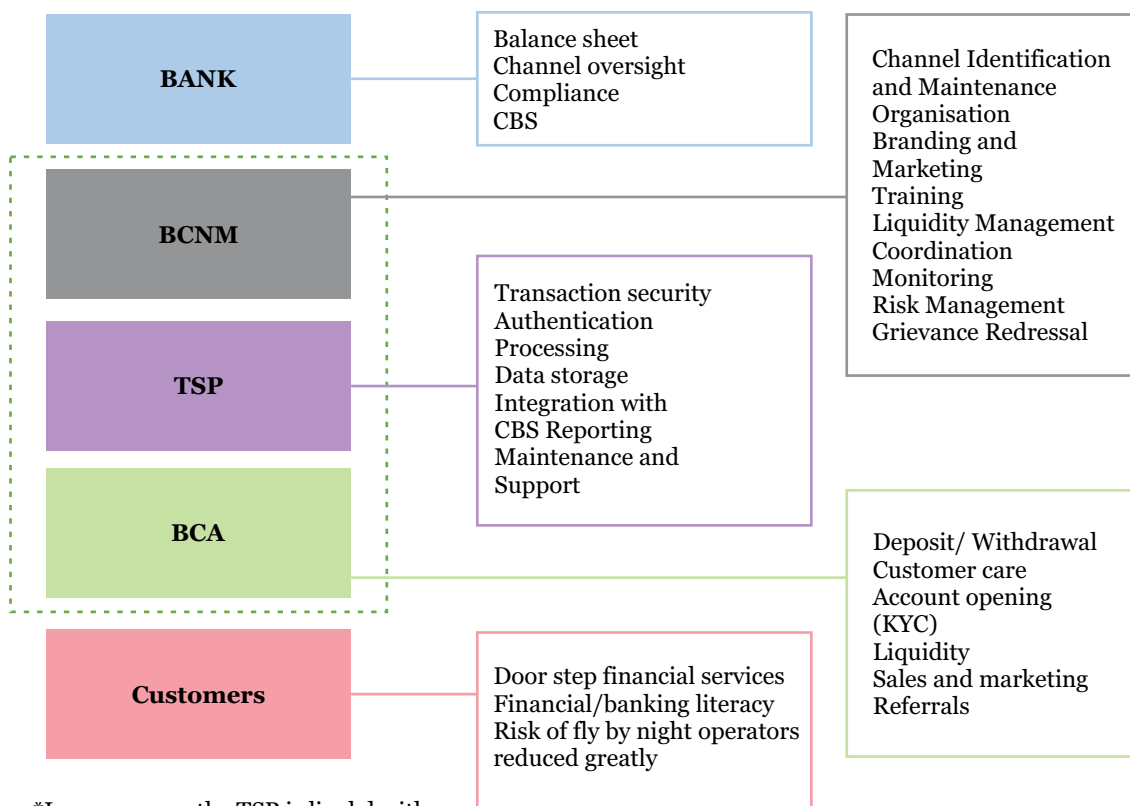 BANK
Balance sheet
Channel oversight
Compliance
CBS
BCNM
Channel Identification
and Maintenance
Organisation
Branding and
Marketing
Training
Liquidity Management
Coordination
Monitoring
Risk Management
Grievance Redressal
TSP
Transaction security
Authentication
Processing
Data storage
Integration with
CBS Reporting
Maintenance and
Support
BCA
Deposit/ Withdrawal
Customer care
Account opening
(KYC)
Liquidity
Sales and marketing
Referrals
Customers
Door step financial services
Financial/banking literacy
Risk of fly by night operators
reduced greatly
the TSP is